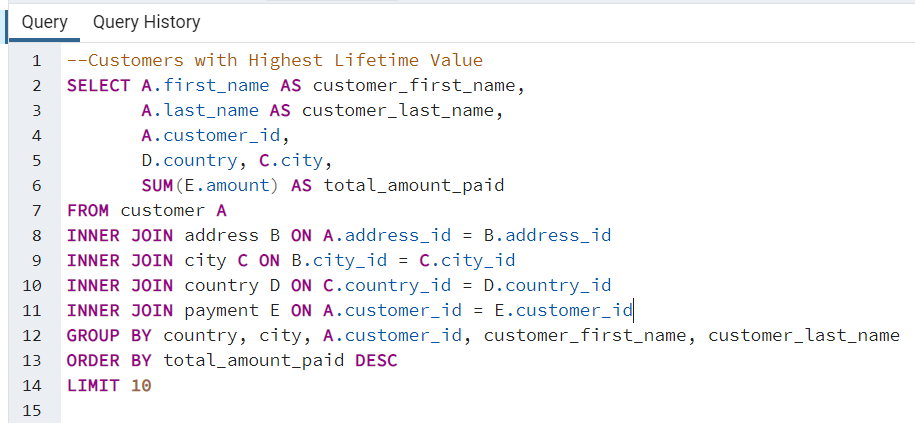 Query Query History
1 --Customers with Highest Lifetime Value
2 SELECT A.first_name AS customer_first_name,
3 A.last_name AS customer_last_name,
4 A.customer_id,
5 D.country, C.city,
6 SUM(E.amount) AS total_amount_paid
7 FROM customer A
8 INNER JOIN address B ON A.address_id = B.address_id
9 INNER JOIN city C ON B.city_id = C.city_id
10 INNER JOIN country D ON C.country_id = D.country_id
11 INNER JOIN payment E ON A.customer_id = E.customer_id
12 GROUP BY country, city, A.customer_id, customer_first_name, customer_last_name
13 ORDER BY total_amount_paid DESC
14 LIMIT 10
15